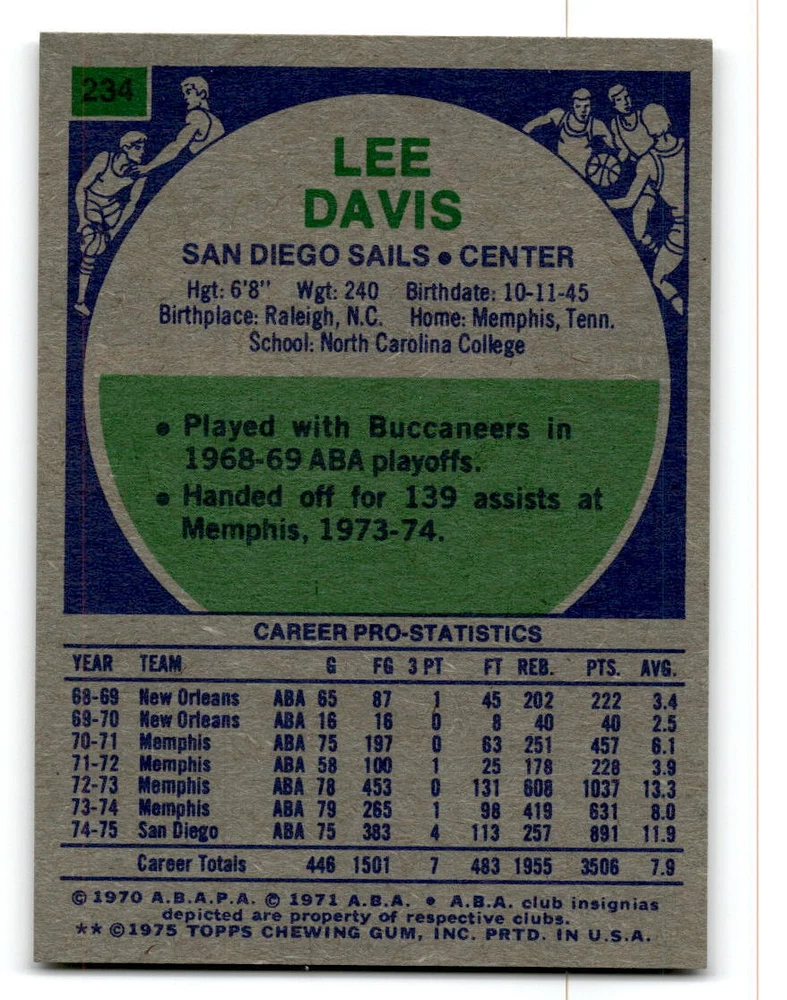 234
LEE
DAVIS
SAN DIEGO SAILS • CENTER
Hgt: 6'8" Wgt: 240 Birthdate: 10-11-45
Birthplace: Raleigh, N.C. Home: Memphis, Tenn.
School: North Carolina College
• Played with Buccaneers in
1968-69 ABA playoffs.
• Handed off for 139 assists at
Memphis, 1973-74.
CAREER PRO-STATISTICS
YEAR TEAM G FG 3 PT FT REB. PTS. AVG.
68-69 New Orleans ABA 65 87 1 45 202 222 3.4
69-70 New Orleans ABA 16 16 0 8 40 40 2.5
70-71 Memphis ABA 75 197 0 63 251 457 6.1
71-72 Memphis ABA 58 100 1 25 178 228 3.9
72-73 Memphis ABA 78 453 0 131 608 1037 13.3
73-74 Memphis ABA 79 265 1 98 419 631 8.0
74-75 San Diego ABA 75 383 4 113 257 891 11.9
Career Totals 446 1501 7 483 1955 3506 7.9
© 1970 A.B.A.P.A. © 1971 A.B.A. • A.B.A. club insignias
depicted are property of respective clubs.
** © 1975 TOPPS CHEWING GUM, INC. PRTD. IN U.S.A.